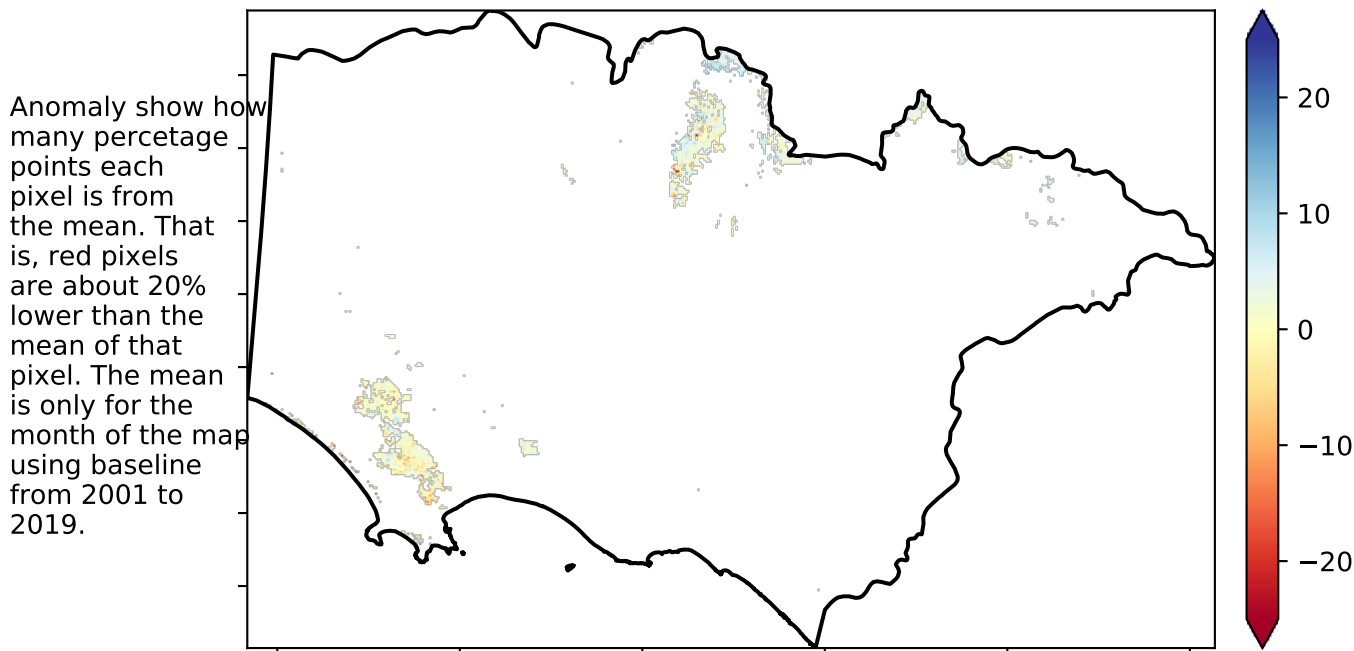 Anomaly show how
many percetage
points each
pixel is from
the mean. That
is, red pixels
are about 20%
lower than the
mean of that
pixel. The mean
is only for the
month of the map
using baseline
from 2001 to
2019.
20
10
0
−10
−20